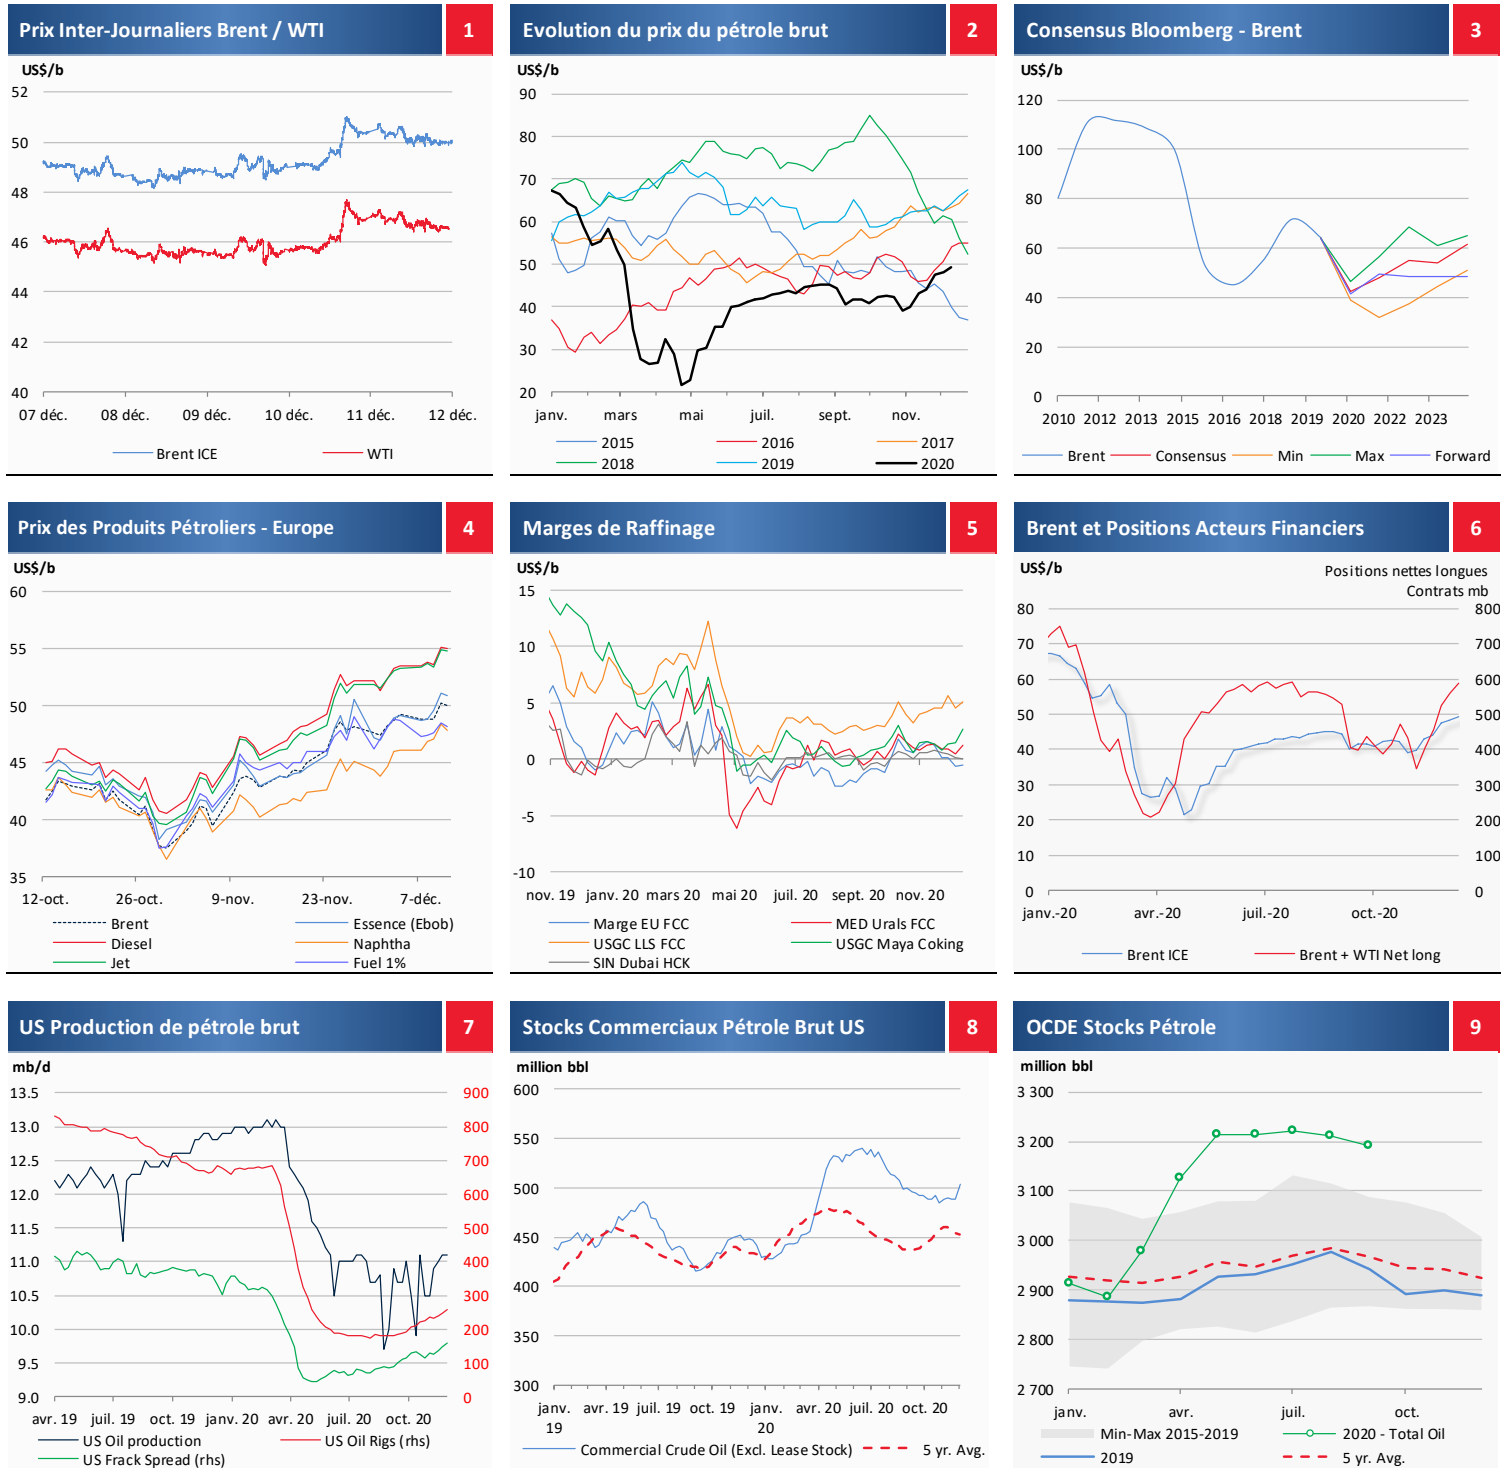 Prix Inter-Journaliers Brent / WTI 1
US$/b
52
50
48
46
44
42
40
07 déc. 08 déc. 09 déc. 10 déc. 11 déc. 12 déc.
Brent ICE WTI
Evolution du prix du pétrole brut 2
US$/b
90
80
70
60
50
40
30
20
janv. mars mai juil. sept. nov.
2015 2016 2017
2018 2019 2020
Consensus Bloomberg - Brent 3
US$/b
120
100
80
60
40
20
0
2010 2012 2013 2015 2016 2018 2019 2020 2022 2023
Brent Consensus Min Max Forward
Prix des Produits Pétroliers - Europe 4
US$/b
60
55
50
45
40
35
12-oct. 26-oct. 9-nov. 23-nov. 7-déc.
Brent Essence (Ebob)
Diesel Naphtha
Jet Fuel 1%
Marges de Raffinage 5
US$/b
15
10
5
0
-5
-10
nov. 19 janv. 20 mars 20 mai 20 juil. 20 sept. 20 nov. 20
Marge EU FCC MED Urals FCC
USGC LLS FCC USGC Maya Coking
SIN Dubai HCK
Brent et Positions Acteurs Financiers 6
US$/b
Positions nettes longues
Contrats mb
80 800
70 700
60 600
50 500
40 400
30 300
20 200
10 100
0 0
janv.-20 avr.-20 juil.-20 oct.-20
Brent ICE Brent + WTI Net long
US Production de pétrole brut 7
mb/d
13.5 900
13.0 800
12.5 700
12.0 600
11.5 500
11.0 400
10.5 300
10.0 200
9.5 100
9.0 0
avr. 19 juil. 19 oct. 19 janv. 20 avr. 20 juil. 20 oct. 20
US Oil production US Oil Rigs (rhs)
US Frack Spread (rhs)
Stocks Commerciaux Pétrole Brut US 8
million bbl
600
550
500
450
400
350
300
janv. avr. 19 juil. 19 oct. 19 janv. avr. 20 juil. 20 oct. 20
19 20
Commercial Crude Oil (Excl. Lease Stock) 5 yr. Avg.
OCDE Stocks Pétrole 9
million bbl
3 300
3 200
3 100
3 000
2 900
2 800
2 700
janv. avr. juil. oct.
Min-Max 2015-2019 2020 - Total Oil
2019 5 yr. Avg.